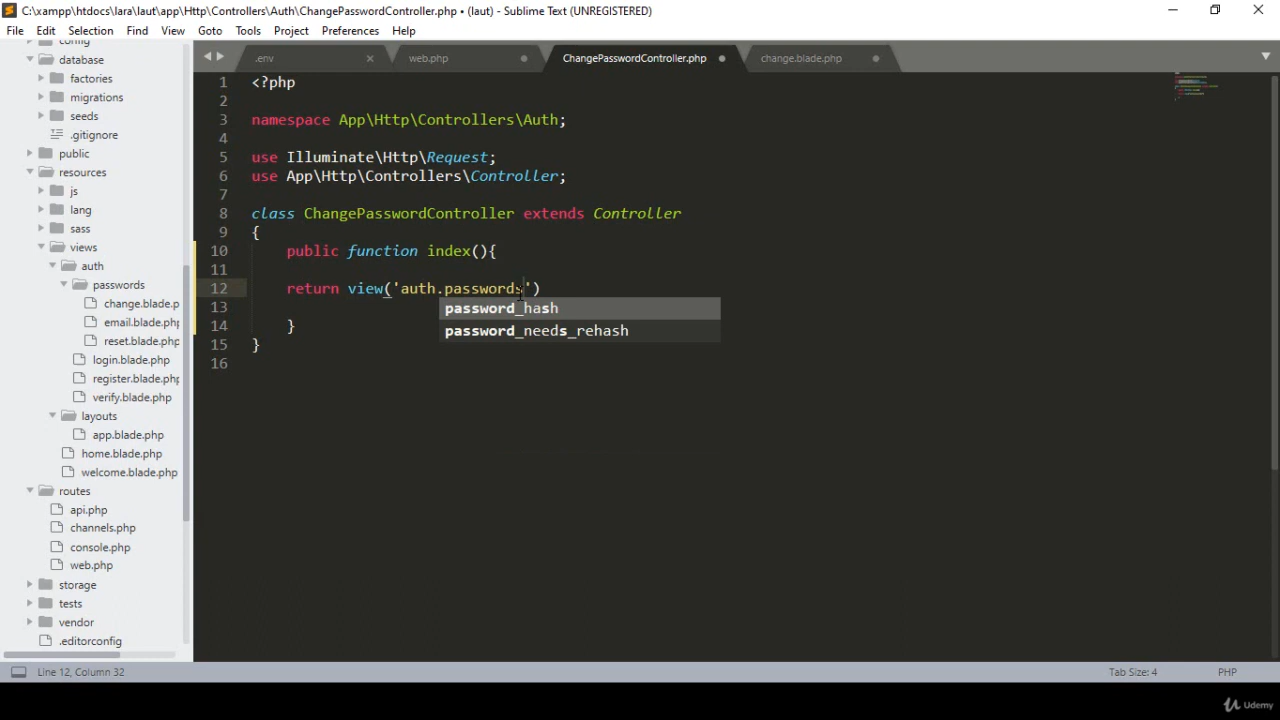 C:\xampp\htdocs\lara\laut\app\Http\Controllers\Auth\ChangePasswordController.php • (laut) - Sublime Text (UNREGISTERED)
File Edit Selection Find View Goto Tools Project Preferences Help
config
database
factories
migrations
seeds
.gitignore
public
resources
js
lang
sass
views
auth
passwords
change.blade.p
email.blade.ph
reset.blade.ph
login.blade.php
register.blade.php
verify.blade.php
layouts
app.blade.php
home.blade.php
welcome.blade.php
routes
api.php
channels.php
console.php
web.php
storage
tests
vendor
.editorconfig
.env web.php ChangePasswordController.php change.blade.php
1 <?php
2
3 namespace App\Http\Controllers\Auth;
4
5 use Illuminate\Http\Request;
6 use App\Http\Controllers\Controller;
7
8 class ChangePasswordController extends Controller
9 {
10 public function index(){
11
12 return view('auth.passwords')
password_hash
password_needs_rehash
13
14 }
15 }
16
Line 12, Column 32 Tab Size: 4 PHP
Udemy